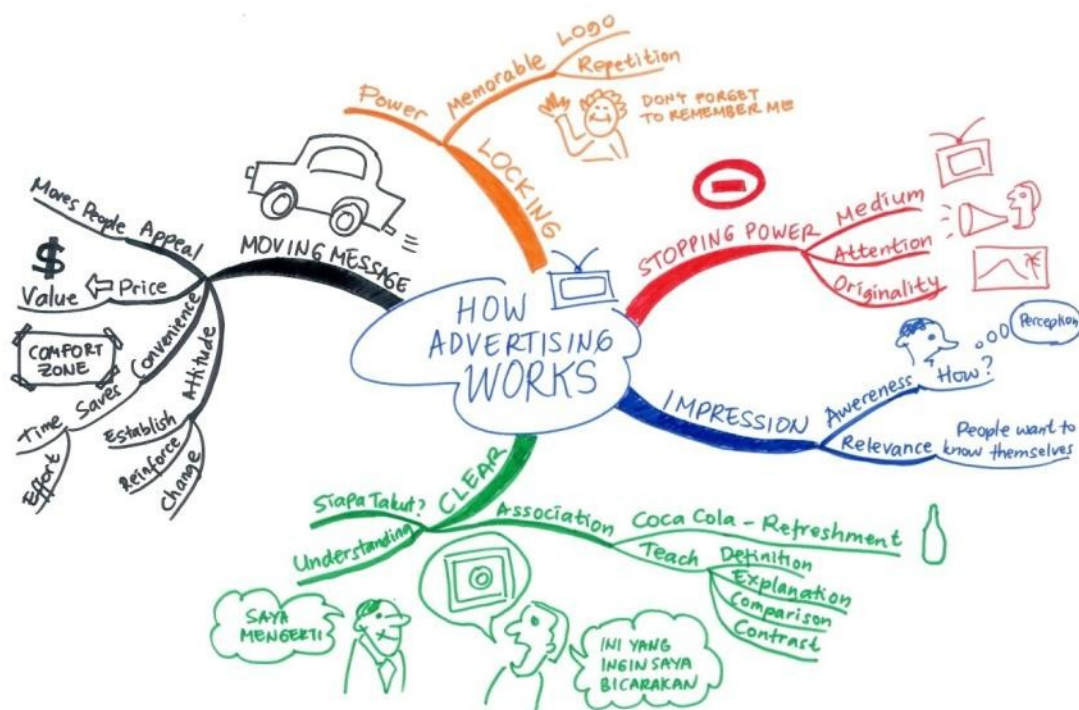 HOW
ADVERTISING
WORKS
LOCKING
Power
Memorable
Logo
Repetition
DON'T FORGET
TO REMEMBER ME
STOPPING POWER
Medium
Attention
Originality
IMPRESSION
Awereness
How?
Perception
Relevance
People want to
know themselves
CLEAR
Association
Coca Cola - Refreshment
Teach
Definition
Explanation
Comparison
Contrast
Siapa Takut?
Understanding
SAYA
MENGERTI
INI YANG
INGIN SAYA
BICARAKAN
MOVING MESSAGE
Appeal
Moves People
Price
Value
$
Convenience
Saves
Time
Effort
COMFORT
ZONE
Attitude
Establish
Reinforce
Change